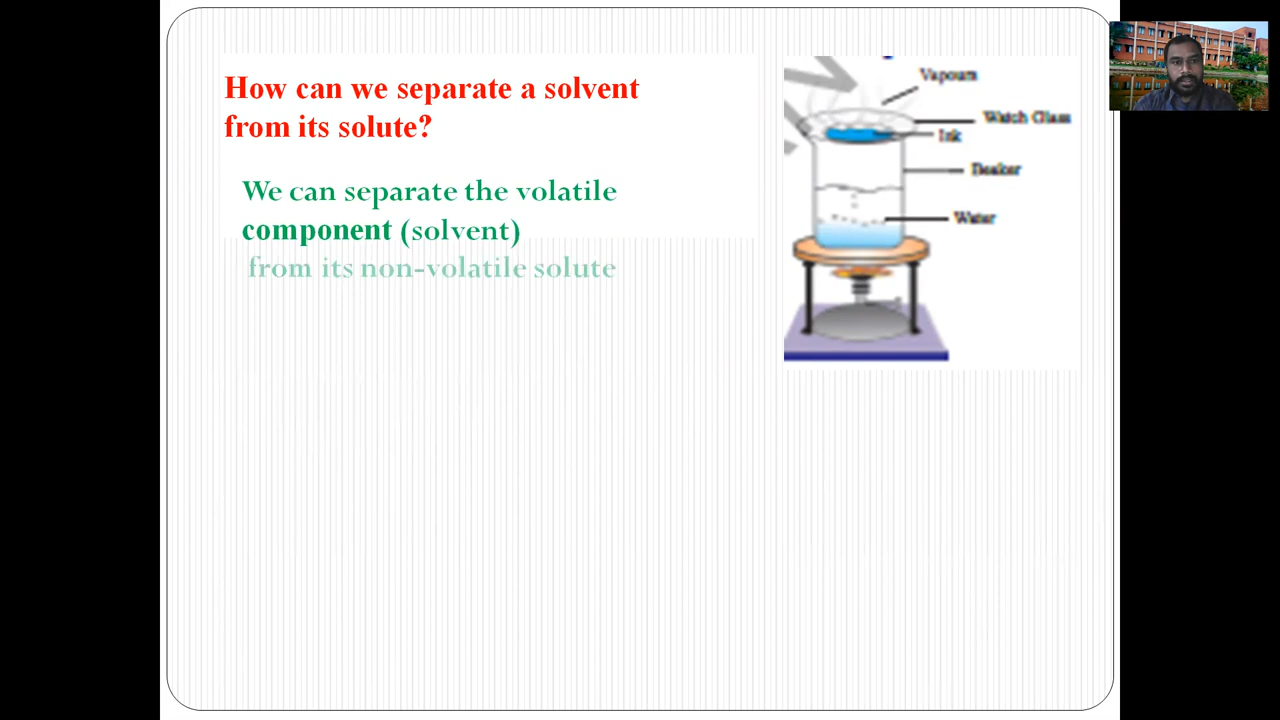 How can we separate a solvent
from its solute?
We can separate the volatile
component (solvent)
from its non-volatile solute
Vapours
Watch Glass
Ink
Beaker
Water